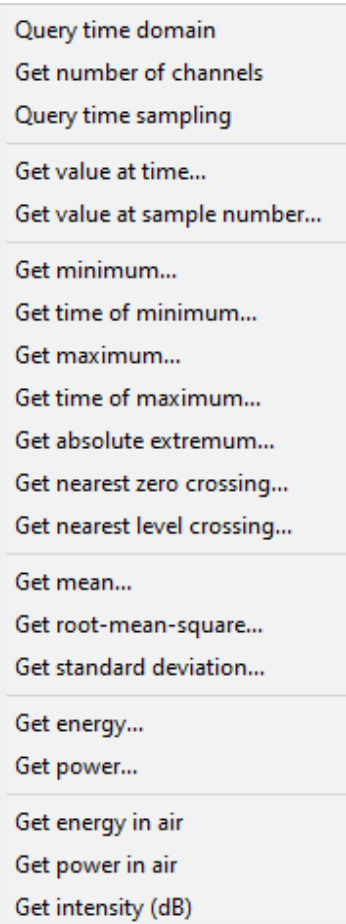 Query time domain
Get number of channels
Query time sampling
Get value at time...
Get value at sample number...
Get minimum...
Get time of minimum...
Get maximum...
Get time of maximum...
Get absolute extremum...
Get nearest zero crossing...
Get nearest level crossing...
Get mean...
Get root-mean-square...
Get standard deviation...
Get energy...
Get power...
Get energy in air
Get power in air
Get intensity (dB)